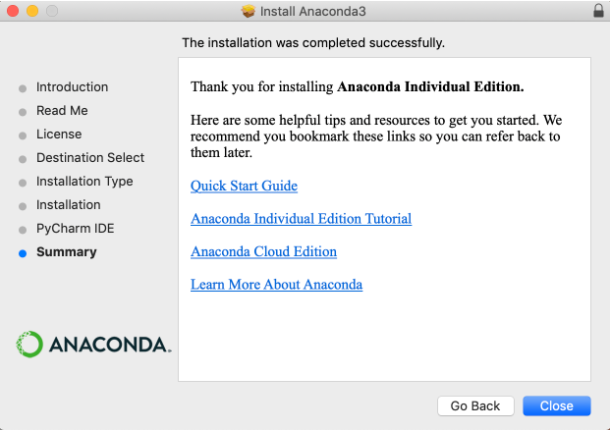 Install Anaconda3
The installation was completed successfully.
Introduction
Read Me
License
Destination Select
Installation Type
Installation
PyCharm IDE
Summary
ANACONDA.
Thank you for installing Anaconda Individual Edition.
Here are some helpful tips and resources to get you started. We
recommend you bookmark these links so you can refer back to
them later.
Quick Start Guide
Anaconda Individual Edition Tutorial
Anaconda Cloud Edition
Learn More About Anaconda
Go Back
Close